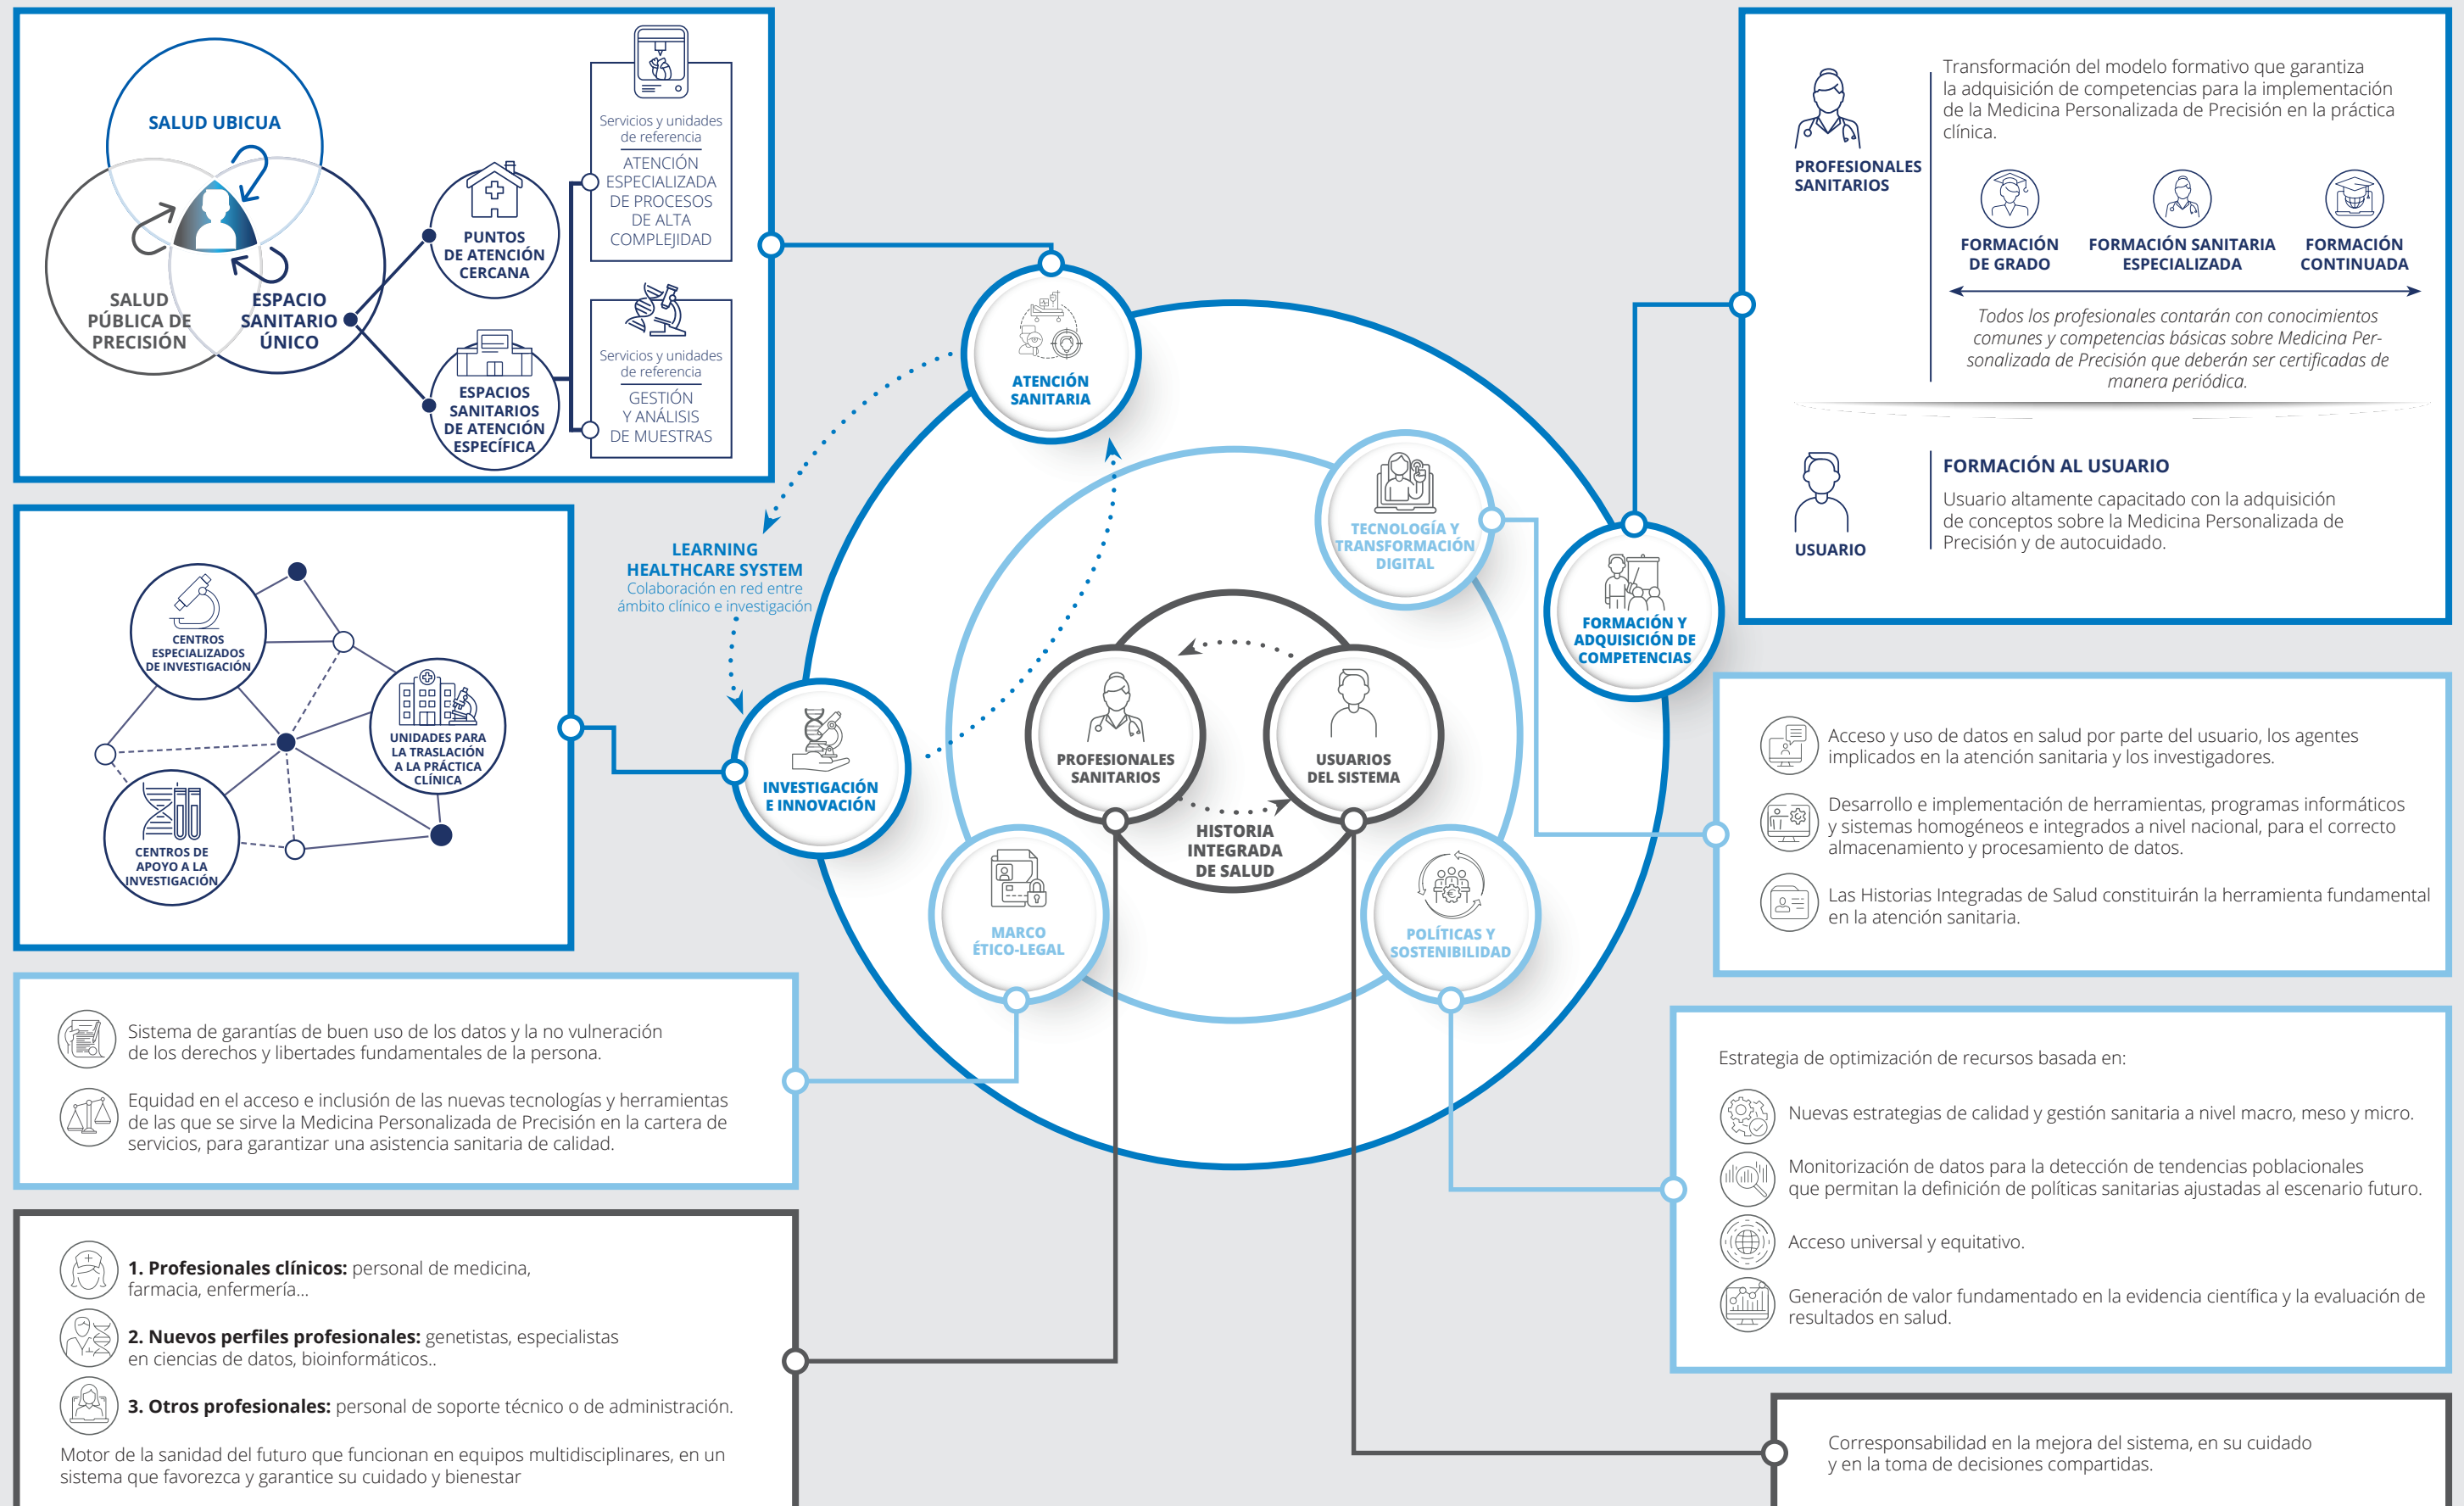 SALUD UBICUA
SALUD
PÚBLICA DE
PRECISIÓN
ESPACIO
SANITARIO
ÚNICO
PUNTOS
DE ATENCIÓN
CERCANA
ESPACIOS
SANITARIOS
DE ATENCIÓN
ESPECÍFICA
Servicios y unidades
de referencia
ATENCIÓN
ESPECIALIZADA
DE PROCESOS
DE ALTA
COMPLEJIDAD
Servicios y unidades
de referencia
GESTIÓN
Y ANÁLISIS
DE MUESTRAS
CENTROS
ESPECIALIZADOS
DE INVESTIGACIÓN
UNIDADES PARA
LA TRASLACIÓN
A LA PRÁCTICA
CLÍNICA
CENTROS DE
APOYO A LA
INVESTIGACIÓN
LEARNING
HEALTHCARE SYSTEM
Colaboración en red entre
ámbito clínico e investigación
ATENCIÓN
SANITARIA
INVESTIGACIÓN
E INNOVACIÓN
TECNOLOGÍA Y
TRANSFORMACIÓN
DIGITAL
FORMACIÓN Y
ADQUISICIÓN DE
COMPETENCIAS
PROFESIONALES
SANITARIOS
USUARIOS
DEL SISTEMA
HISTORIA
INTEGRADA
DE SALUD
MARCO
ÉTICO-LEGAL
POLÍTICAS Y
SOSTENIBILIDAD
PROFESIONALES
SANITARIOS
Transformación del modelo formativo que garantiza
la adquisición de competencias para la implementación
de la Medicina Personalizada de Precisión en la práctica
clínica.
FORMACIÓN
DE GRADO
FORMACIÓN SANITARIA
ESPECIALIZADA
FORMACIÓN
CONTINUADA
Todos los profesionales contarán con conocimientos
comunes y competencias básicas sobre Medicina Per-
sonalizada de Precisión que deberán ser certificadas de
manera periódica.
USUARIO
FORMACIÓN AL USUARIO
Usuario altamente capacitado con la adquisición
de conceptos sobre la Medicina Personalizada de
Precisión y de autocuidado.
Acceso y uso de datos en salud por parte del usuario, los agentes
implicados en la atención sanitaria y los investigadores.
Desarrollo e implementación de herramientas, programas informáticos
y sistemas homogéneos e integrados a nivel nacional, para el correcto
almacenamiento y procesamiento de datos.
Las Historias Integradas de Salud constituirán la herramienta fundamental
en la atención sanitaria.
Sistema de garantías de buen uso de los datos y la no vulneración
de los derechos y libertades fundamentales de la persona.
Equidad en el acceso e inclusión de las nuevas tecnologías y herramientas
de las que se sirve la Medicina Personalizada de Precisión en la cartera de
servicios, para garantizar una asistencia sanitaria de calidad.
Estrategia de optimización de recursos basada en:
Nuevas estrategias de calidad y gestión sanitaria a nivel macro, meso y micro.
Monitorización de datos para la detección de tendencias poblacionales
que permitan la definición de políticas sanitarias ajustadas al escenario futuro.
Acceso universal y equitativo.
Generación de valor fundamentado en la evidencia científica y la evaluación de
resultados en salud.
1. Profesionales clínicos: personal de medicina,
farmacia, enfermería...
2. Nuevos perfiles profesionales: genetistas, especialistas
en ciencias de datos, bioinformáticos..
3. Otros profesionales: personal de soporte técnico o de administración.
Motor de la sanidad del futuro que funcionan en equipos multidisciplinares, en un
sistema que favorezca y garantice su cuidado y bienestar
Corresponsabilidad en la mejora del sistema, en su cuidado
y en la toma de decisiones compartidas.